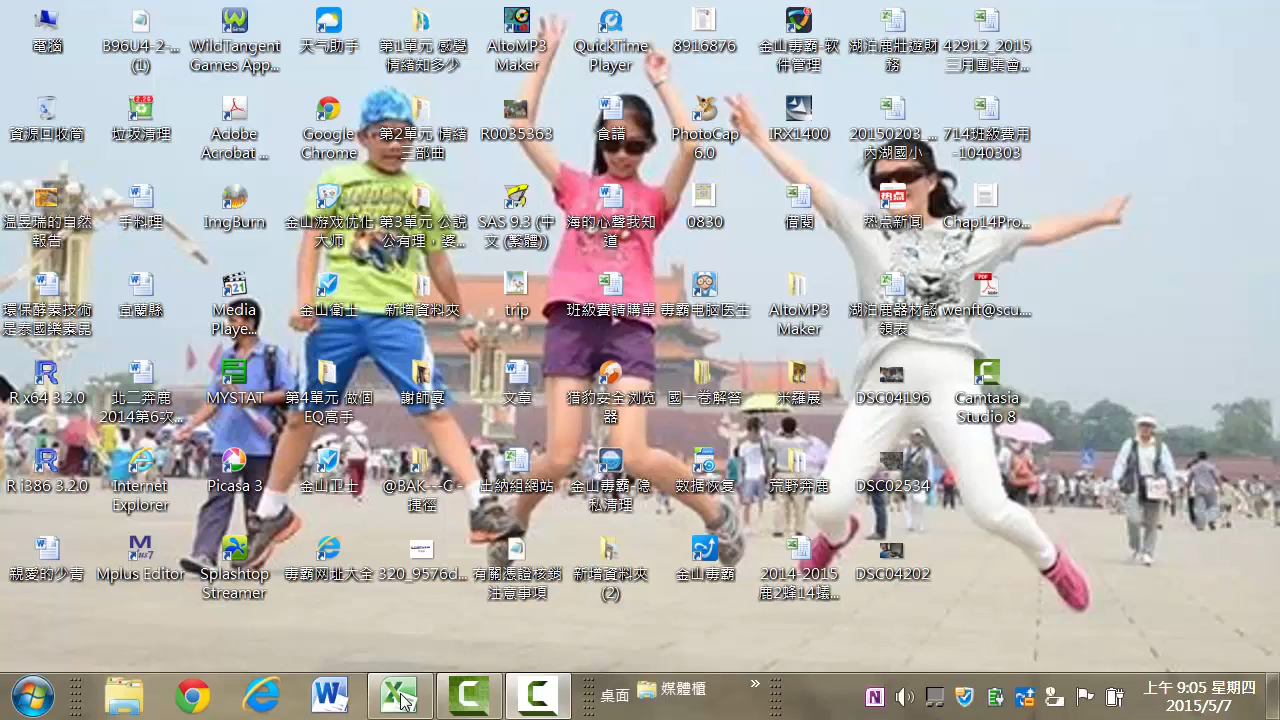 電腦
B96U4-2-...
(1)
WildTangent
Games App...
天气助手
第1單元 感覺
情緒知多少
AltoMP3
Maker
QuickTime
Player
8916876
金山毒霸-软
件管理
湖泊鹿壯遊財
務
42912_2015
三月團集會...
資源回收筒
垃圾清理
Adobe
Acrobat ...
Google
Chrome
第2單元 情緒
三部曲
R0035363
食譜
PhotoCap
6.0
IRX1400
20150203_...
內湖國小
714班級費用
-1040303
溫昱瑞的自然
報告
手料理
ImgBurn
金山游戏优化
大师
第3單元 公說
公有理，婆...
SAS 9.3 (中
文 (繁體))
海的心聲我知
道
0830
借閱
热点新闻
Chap14Pro...
環保酵素技術
是泰國樂素昆
宜蘭縣
Media
Playe...
金山卫士
新增資料夾
trip
班級費請購單
毒霸电脑医生
AltoMP3
Maker
湖泊鹿器材認
領表
wenft@scu....
R x64 3.2.0
北二奔鹿
2014第6次...
MYSTAT
第4單元 做個
EQ高手
謝師宴
文章
猎豹安全浏览
器
國一卷解答
米羅展
DSC04196
Camtasia
Studio 8
R i386 3.2.0
Internet
Explorer
Picasa 3
金山卫士
@BAK---C -
捷徑
出納組網站
金山毒霸-隐
私清理
数据恢复
荒野奔鹿
DSC02534
親愛的少青
Mplus Editor
Splashtop
Streamer
毒霸网址大全
320_9576d...
有關憑證核銷
注意事項
新增資料夾
(2)
金山毒霸
2014-2015
鹿2蜂14蟻...
DSC04202
桌面
媒體櫃
上午 9:05 星期四
2015/5/7